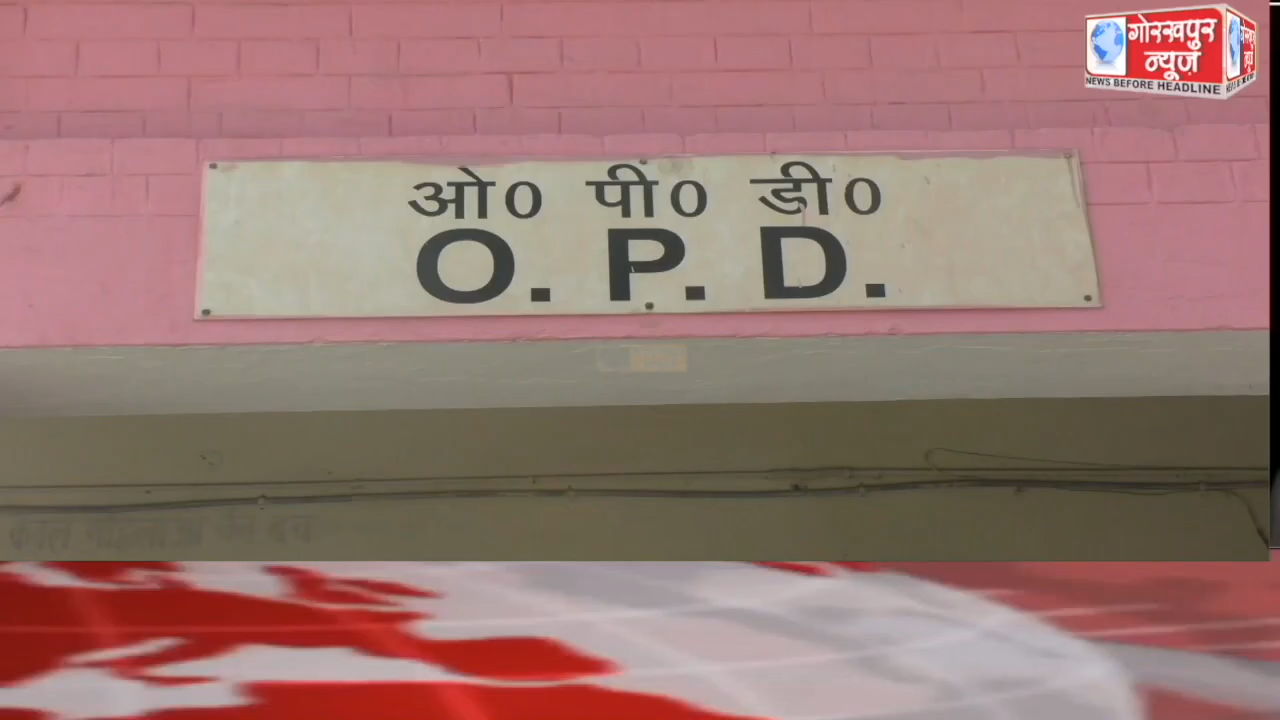 गोरखपुर
न्यूज़
NEWS BEFORE HEADLINE
ओ० पी० डी०
O. P. D.